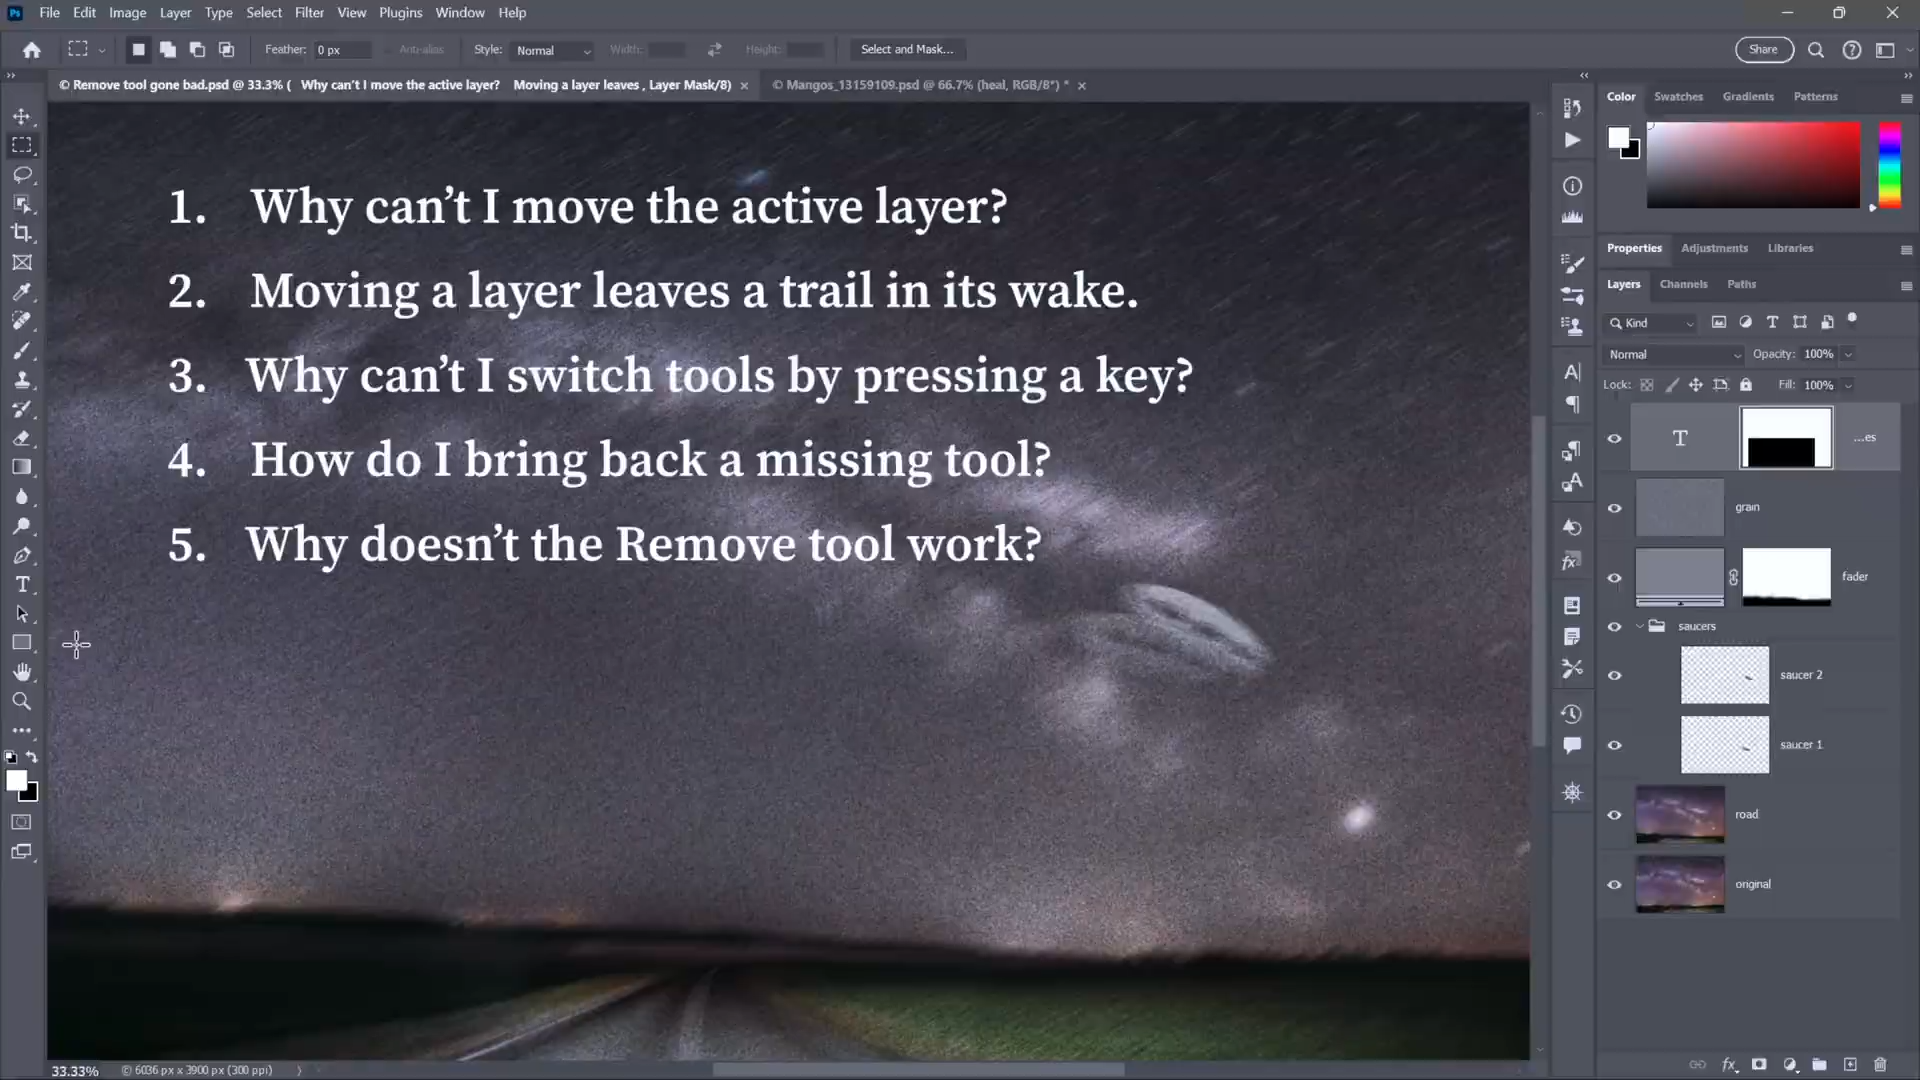 File Edit Image Layer Type Select Filter View Plugins Window Help
Feather: 0 px Anti-alias Style: Normal Width: Height: Select and Mask... Share
© Remove tool gone bad.psd @ 33.3% ( Why can't I move the active layer? Moving a layer leaves , Layer Mask/8) × © Mangos_13159109.psd @ 66.7% (heal, RGB/8*) * ×
1. Why can’t I move the active layer?
2. Moving a layer leaves a trail in its wake.
3. Why can’t I switch tools by pressing a key?
4. How do I bring back a missing tool?
5. Why doesn’t the Remove tool work?
Color Swatches Gradients Patterns
Properties Adjustments Libraries
Layers Channels Paths
Kind
Normal Opacity: 100%
Lock: Fill: 100%
...es
grain
fader
saucers
saucer 2
saucer 1
road
original
33.33% © 6036 px x 3900 px (300 ppi)